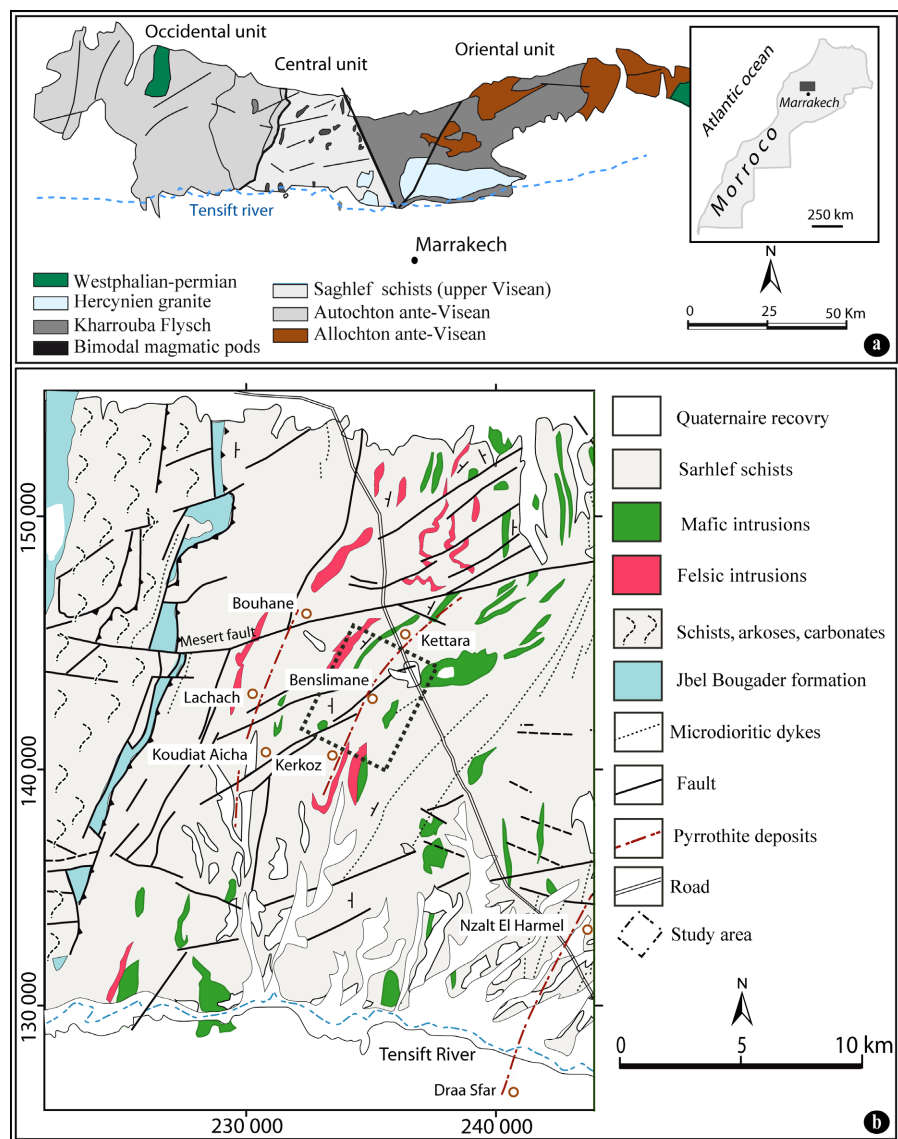 Occidental unit
Central unit
Oriental unit
Tensift river
Marrakech
Atlantic ocean
Marrakech
Morroco
250 km
N
0 25 50 Km
Westphalian-permian
Hercynien granite
Kharrouba Flysch
Bimodal magmatic pods
Saghlef schists (upper Visean)
Autochton ante-Visean
Allochton ante-Visean
a
150 000
140 000
130 000
Bouhane
Mesert fault
Kettara
Benslimane
Lachach
Koudiat Aicha
Kerkoz
Nzalt El Harmel
Tensift River
Draa Sfar
230 000
240 000
Quaternaire recovry
Sarhlef schists
Mafic intrusions
Felsic intrusions
Schists, arkoses, carbonates
Jbel Bougader formation
Microdioritic dykes
Fault
Pyrrothite deposits
Road
Study area
N
0 5 10 km
b